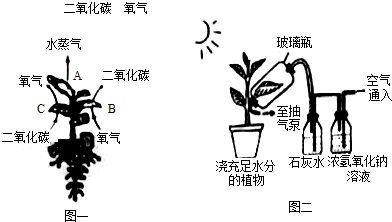 二氧化碳 氧气
水蒸气
氧气 A 二氧化碳
C B
二氧化碳 氧气
图一
玻璃瓶
空气
通入
至抽
气泵
浇充足水分
的植物
石灰水 浓氢氧化钠
溶液
图二